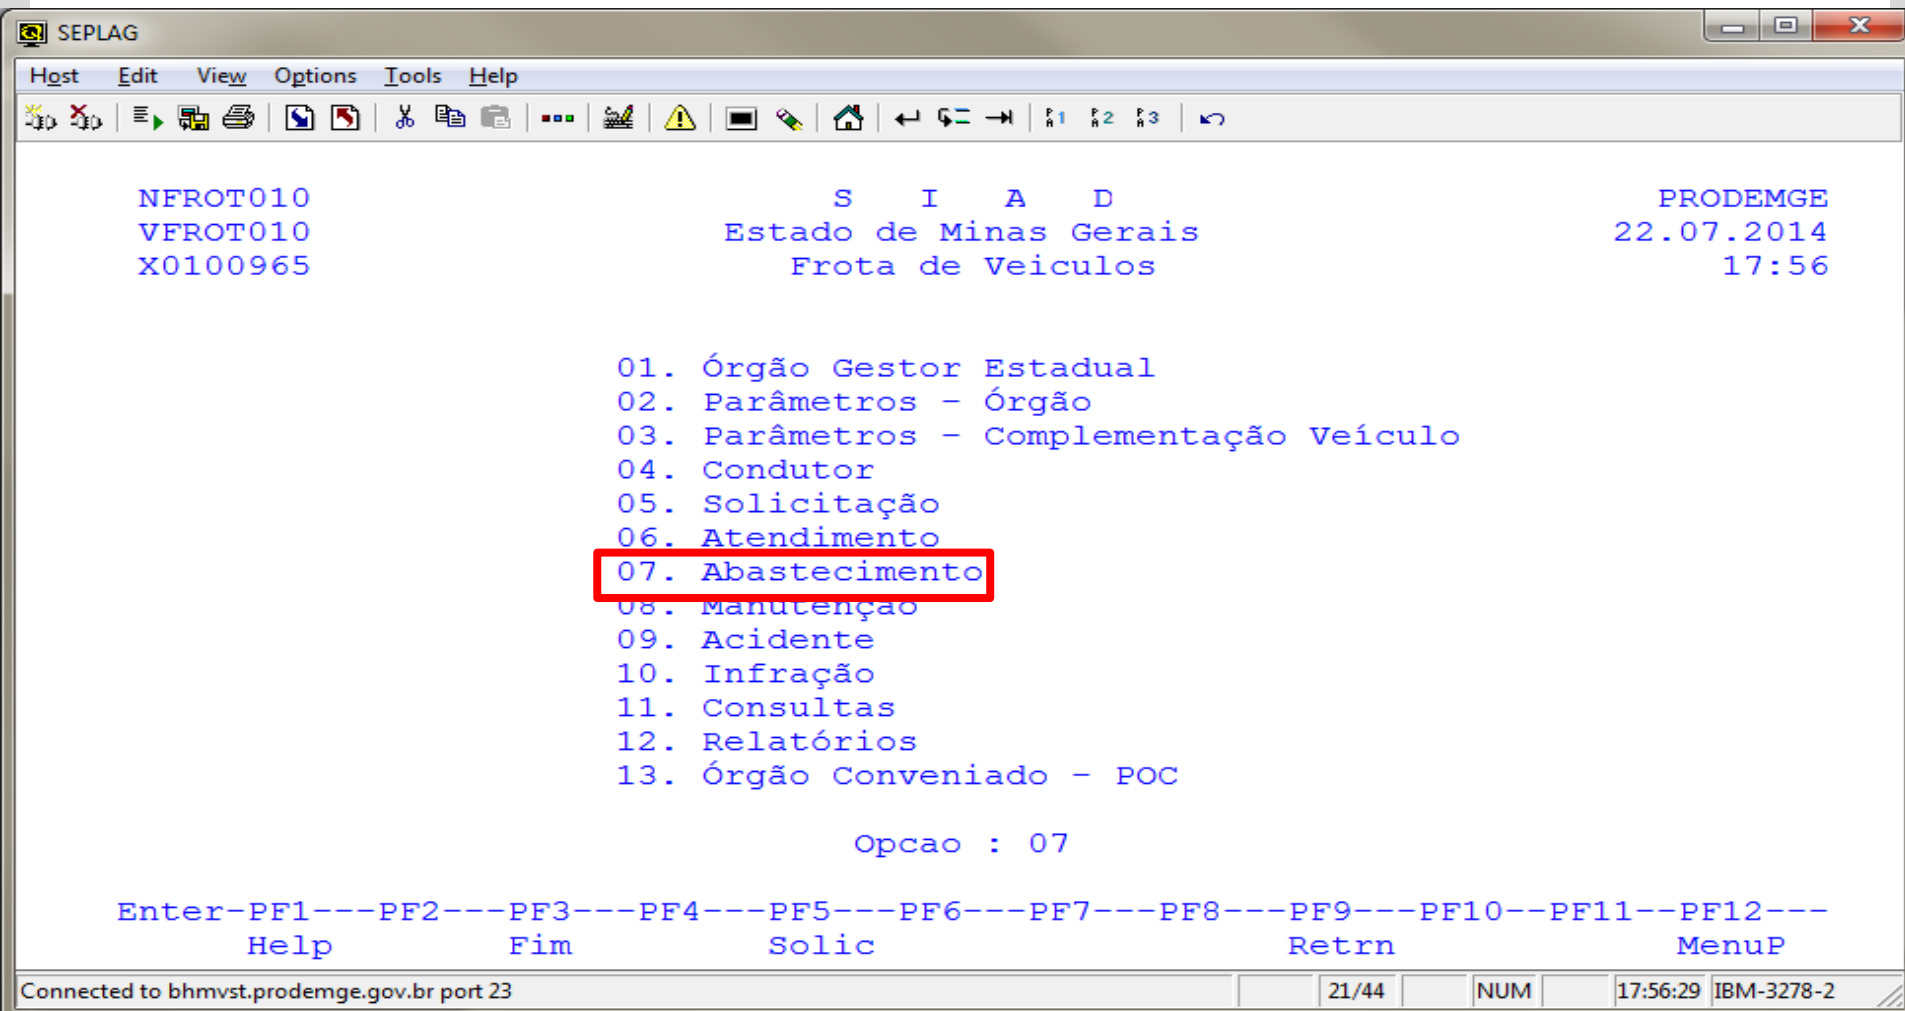 SEPLAG
Host Edit View Options Tools Help
NFROT010 S I A D PRODEMGE
VFROT010 Estado de Minas Gerais 22.07.2014
X0100965 Frota de Veiculos 17:56
01. Órgão Gestor Estadual
02. Parâmetros - Órgão
03. Parâmetros - Complementação Veículo
04. Condutor
05. Solicitação
06. Atendimento
07. Abastecimento
08. Manutenção
09. Acidente
10. Infração
11. Consultas
12. Relatórios
13. Órgão Conveniado - POC
Opcao : 07
Enter-PF1---PF2---PF3---PF4---PF5---PF6---PF7---PF8---PF9---PF10--PF11--PF12---
Help Fim Solic Retrn MenuP
Connected to bhmvst.prodemge.gov.br port 23 21/44 NUM 17:56:29 IBM-3278-2